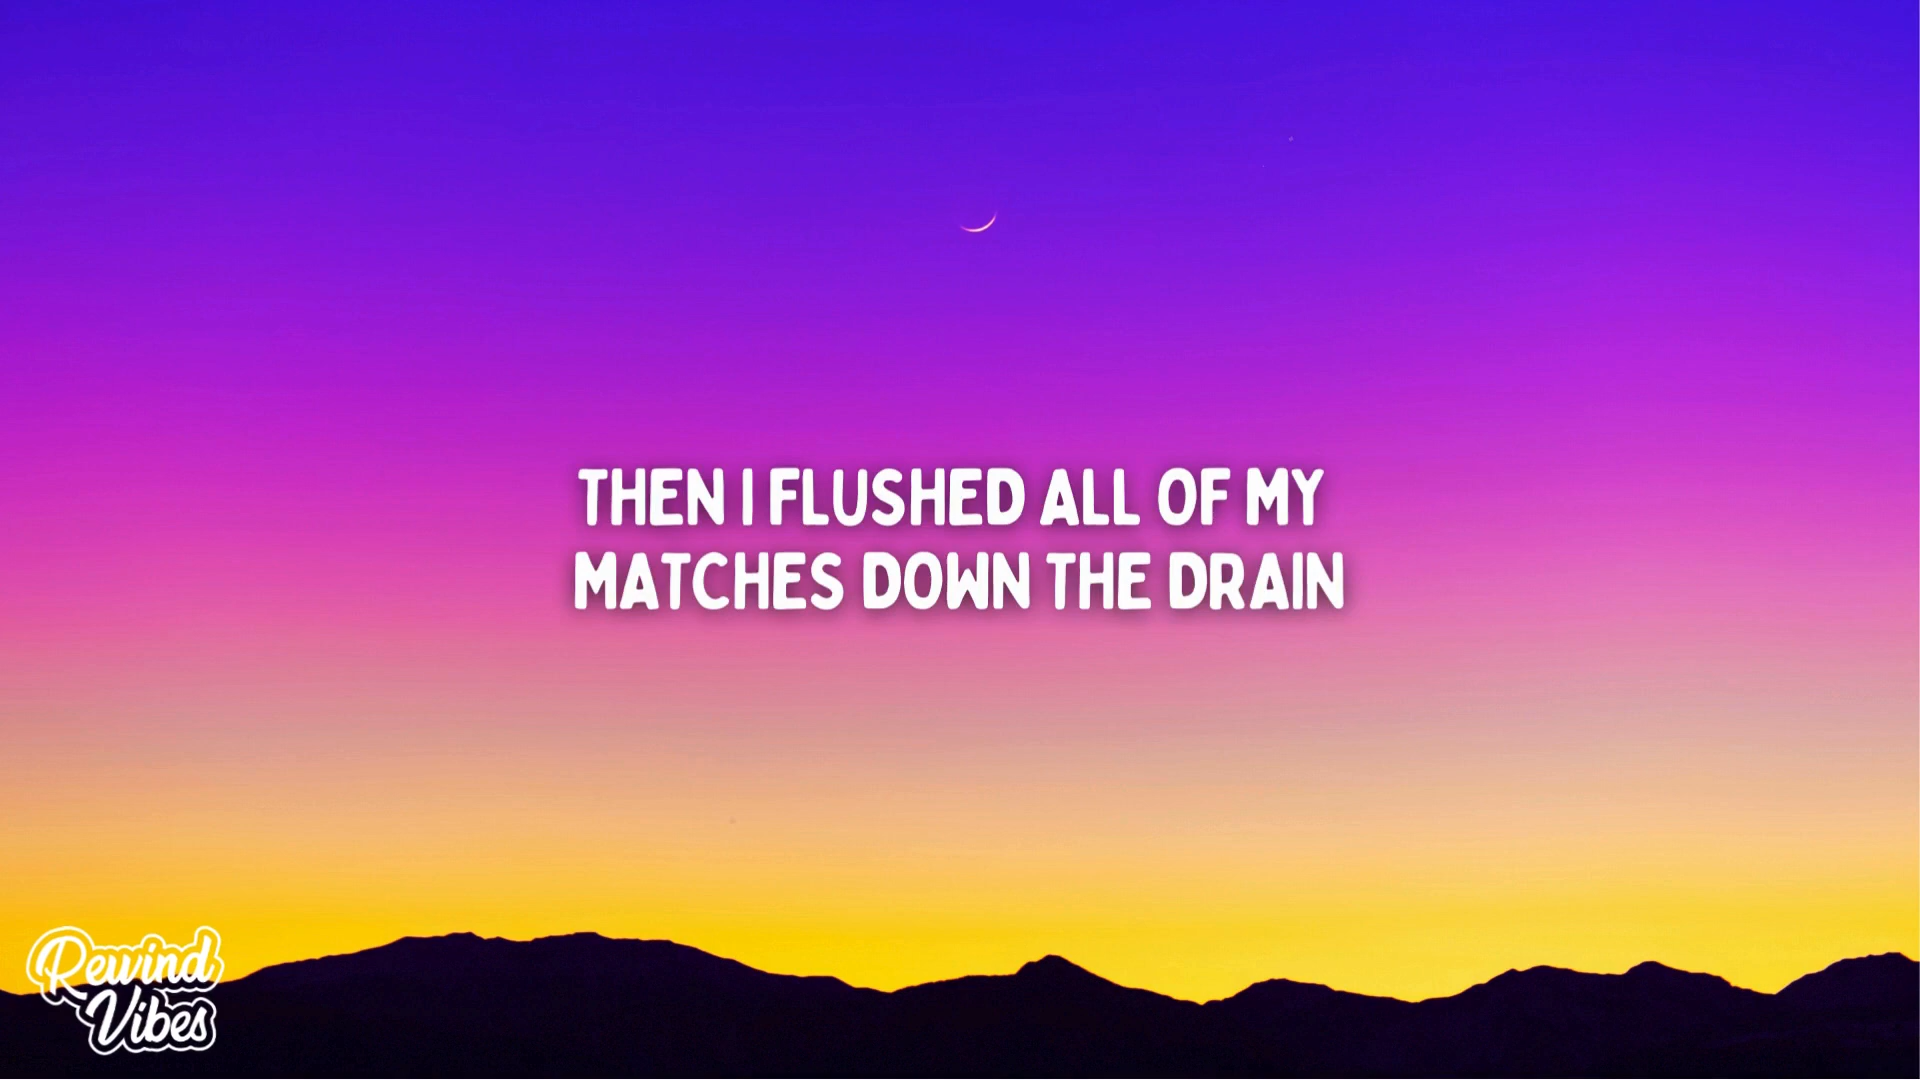 THEN I FLUSHED ALL OF MY
MATCHES DOWN THE DRAIN
Rewind
Vibes